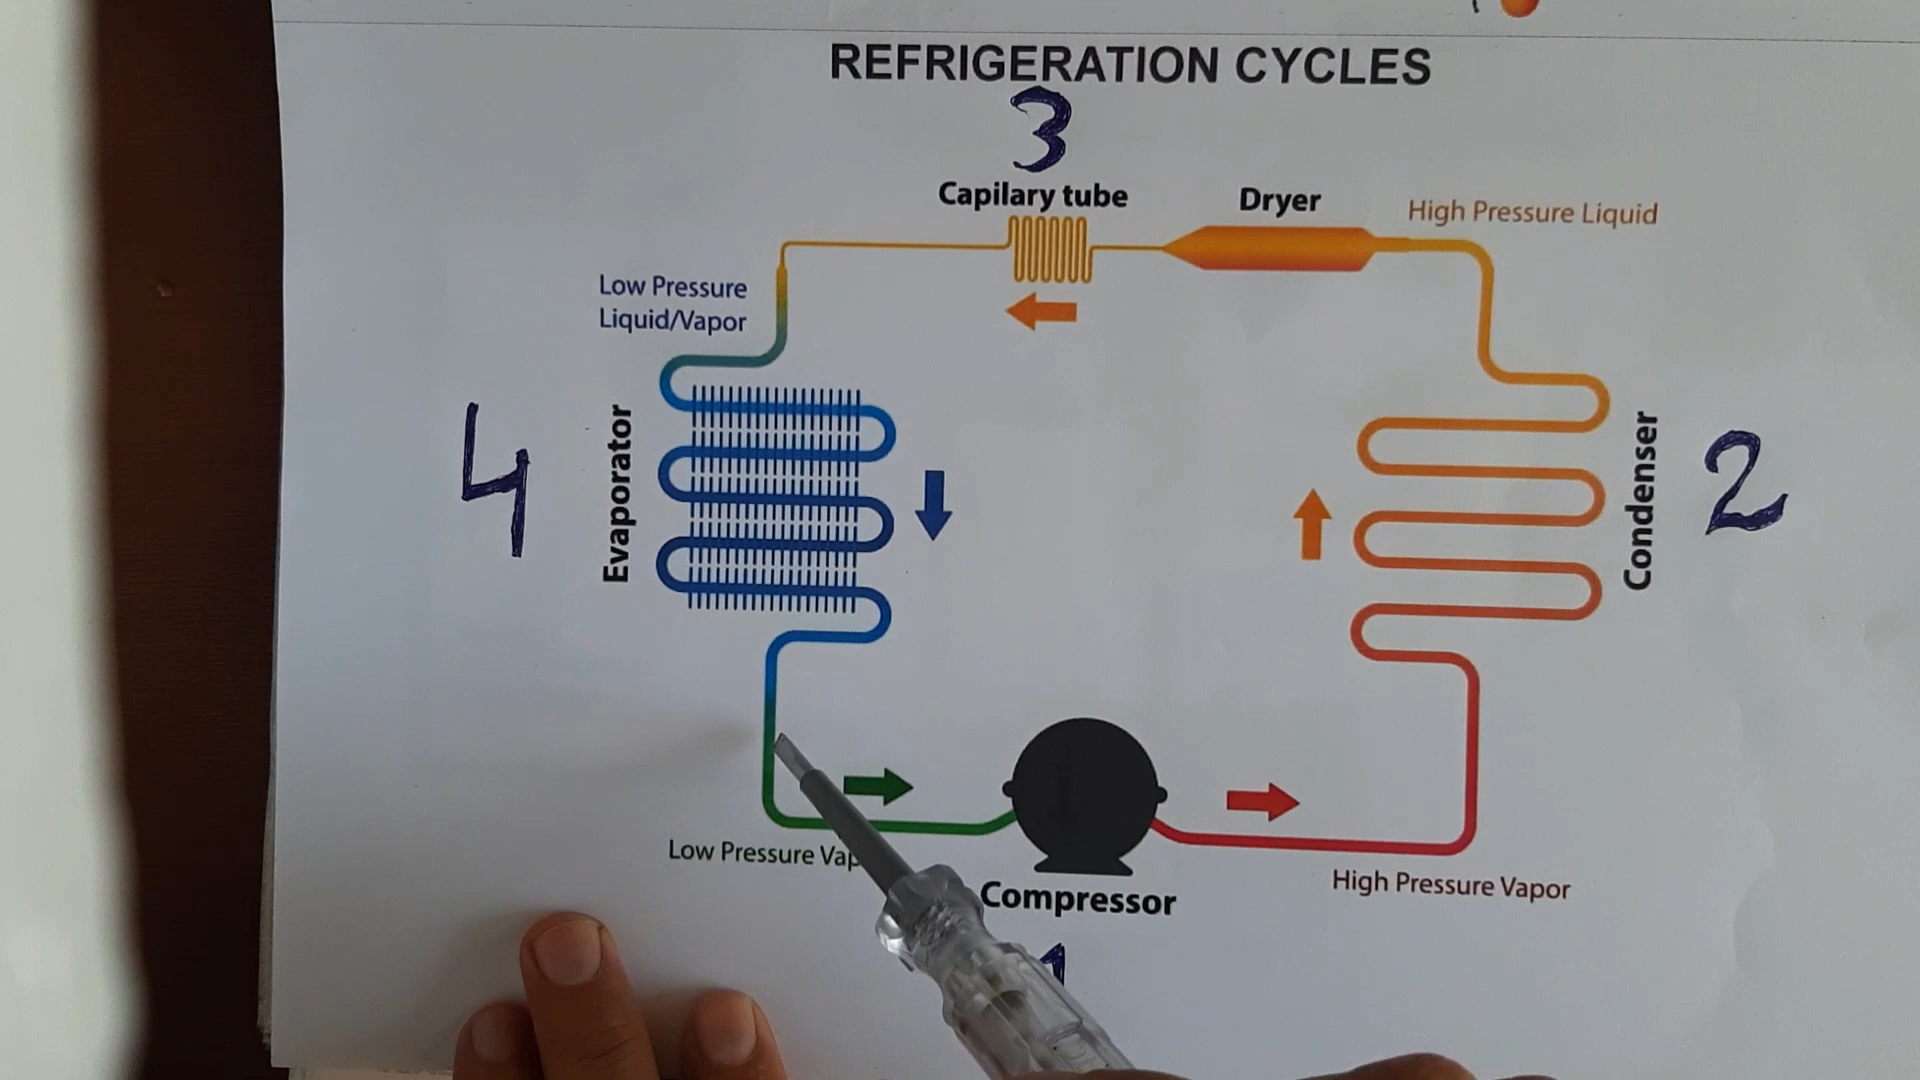 REFRIGERATION CYCLES
3
Capilary tube
Dryer
High Pressure Liquid
Low Pressure
Liquid/Vapor
4
Evaporator
Condenser
2
Low Pressure
Compressor
High Pressure Vapor
1